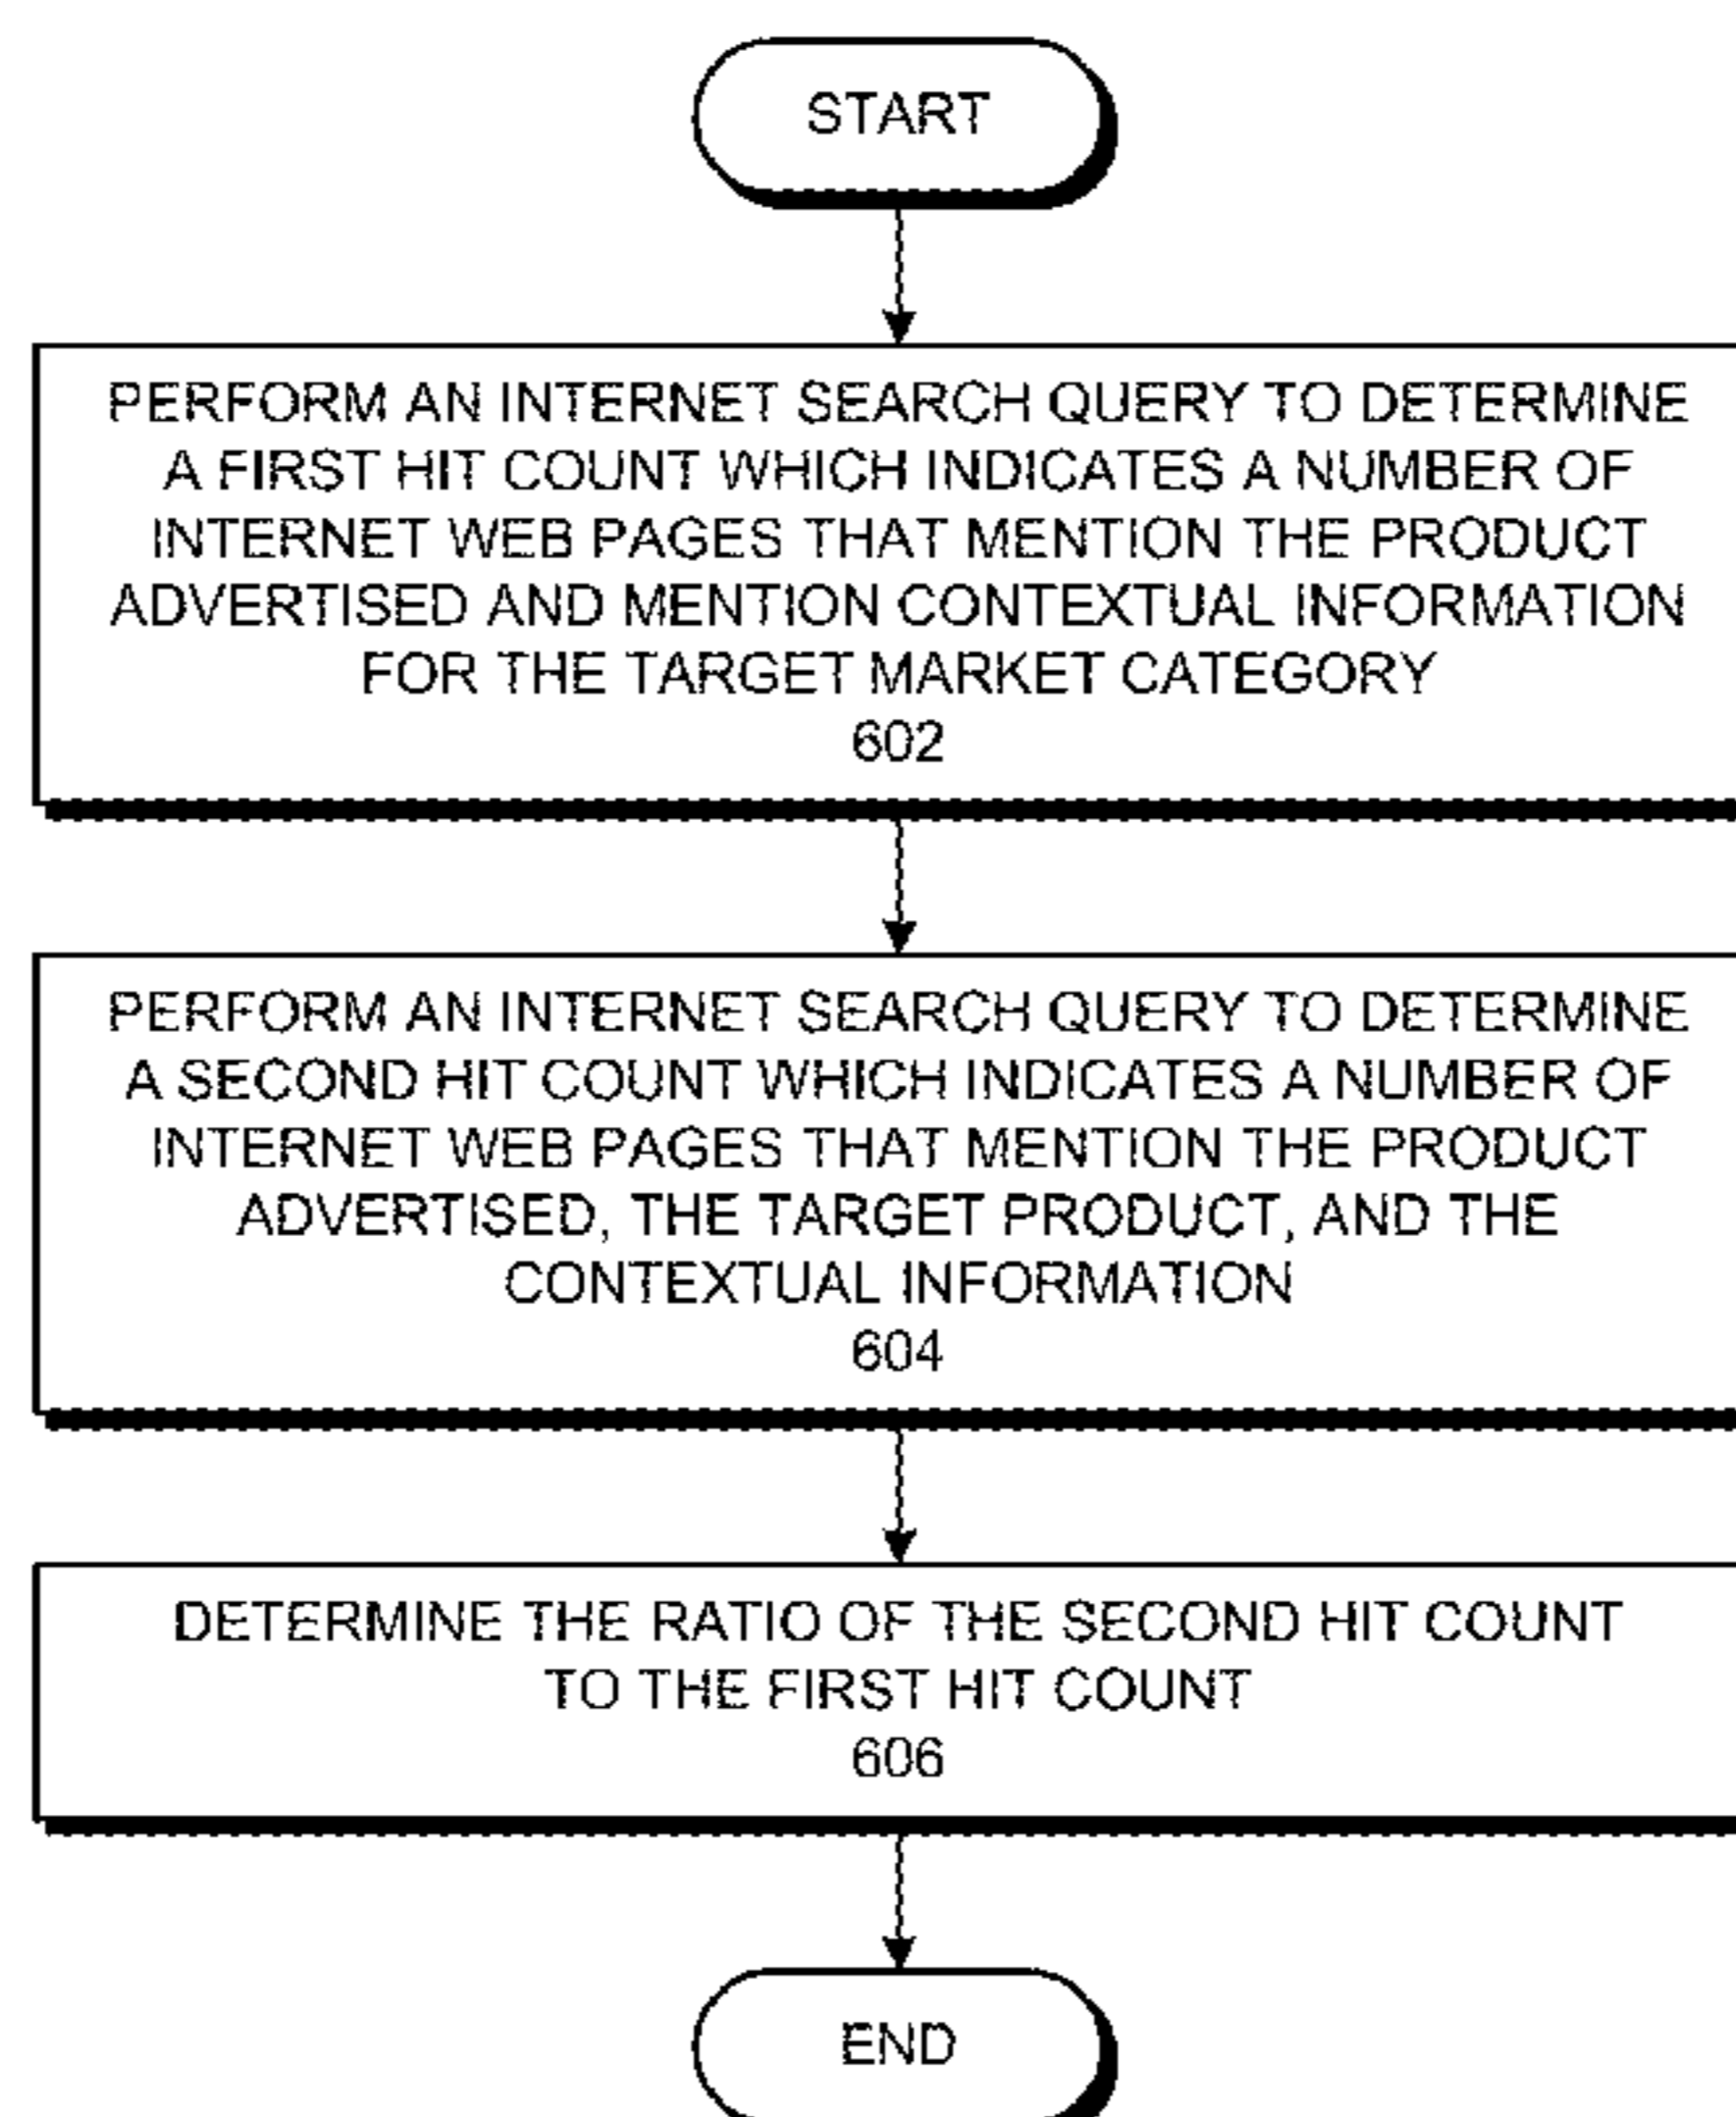 START
PERFORM AN INTERNET SEARCH QUERY TO DETERMINE
A FIRST HIT COUNT WHICH INDICATES A NUMBER OF
INTERNET WEB PAGES THAT MENTION THE PRODUCT
ADVERTISED AND MENTION CONTEXTUAL INFORMATION
FOR THE TARGET MARKET CATEGORY
602
PERFORM AN INTERNET SEARCH QUERY TO DETERMINE
A SECOND HIT COUNT WHICH INDICATES A NUMBER OF
INTERNET WEB PAGES THAT MENTION THE PRODUCT
ADVERTISED, THE TARGET PRODUCT, AND THE
CONTEXTUAL INFORMATION
604
DETERMINE THE RATIO OF THE SECOND HIT COUNT
TO THE FIRST HIT COUNT
606
END